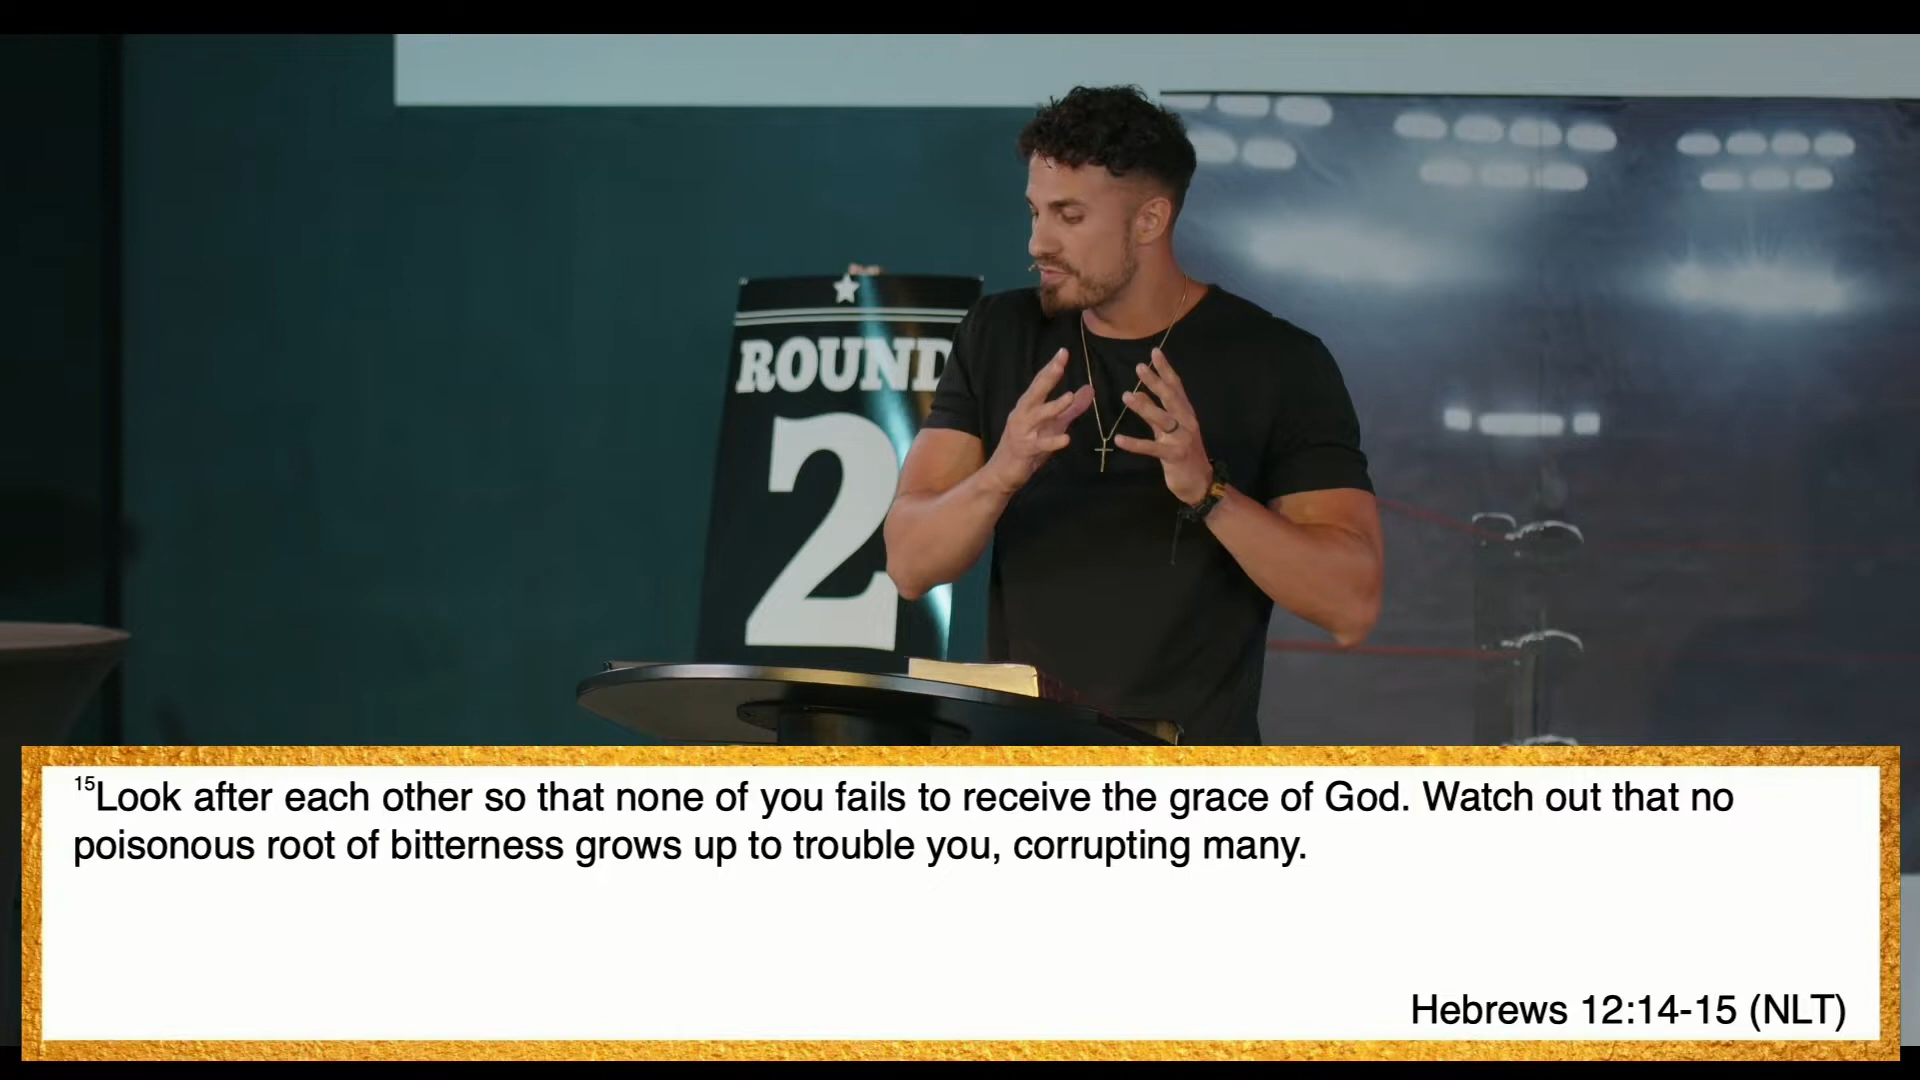 ROUND
2
15Look after each other so that none of you fails to receive the grace of God. Watch out that no
poisonous root of bitterness grows up to trouble you, corrupting many.
Hebrews 12:14-15 (NLT)